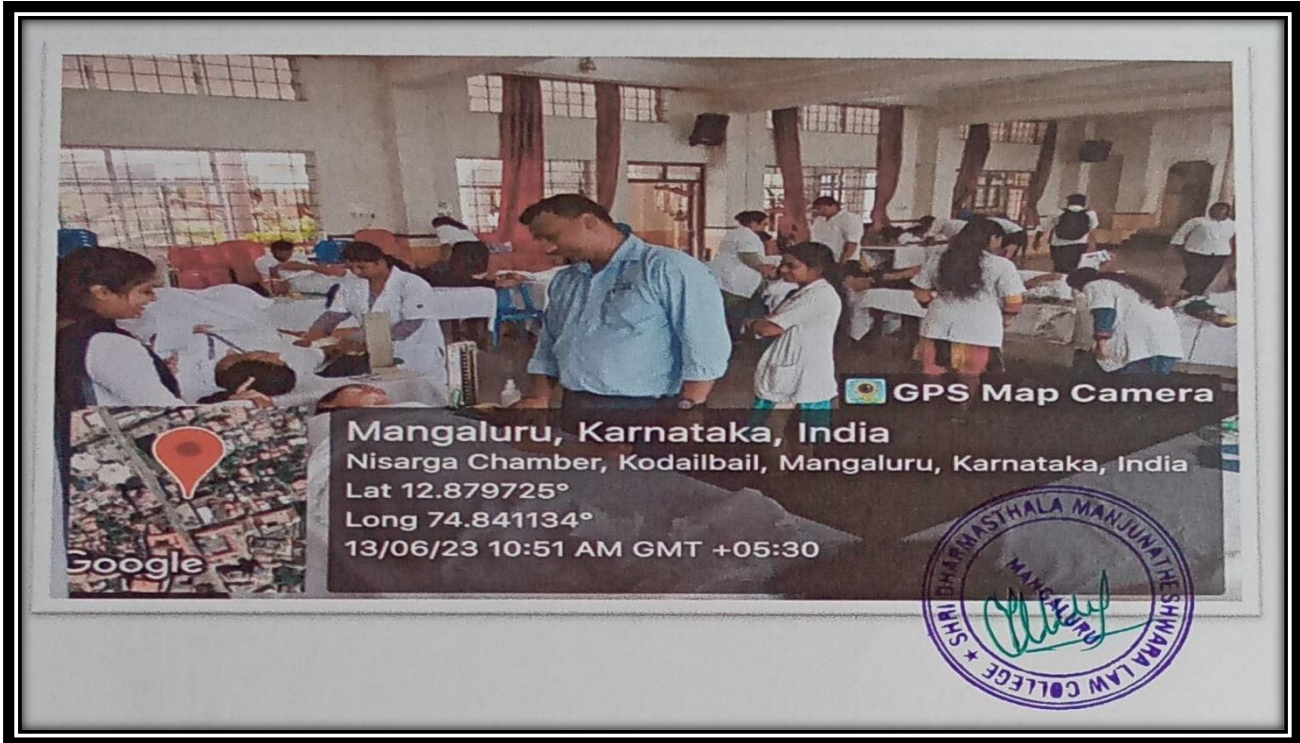 GPS Map Camera
Mangaluru, Karnataka, India
Nisarga Chamber, Kodailbail, Mangaluru, Karnataka, India
Lat 12.879725°
Long 74.841134°
13/06/23 10:51 AM GMT +05:30
Google
★ SHRI DHARMASTHALA MANJUNATHESHWARA LAW COLLEGE
MANGALURU